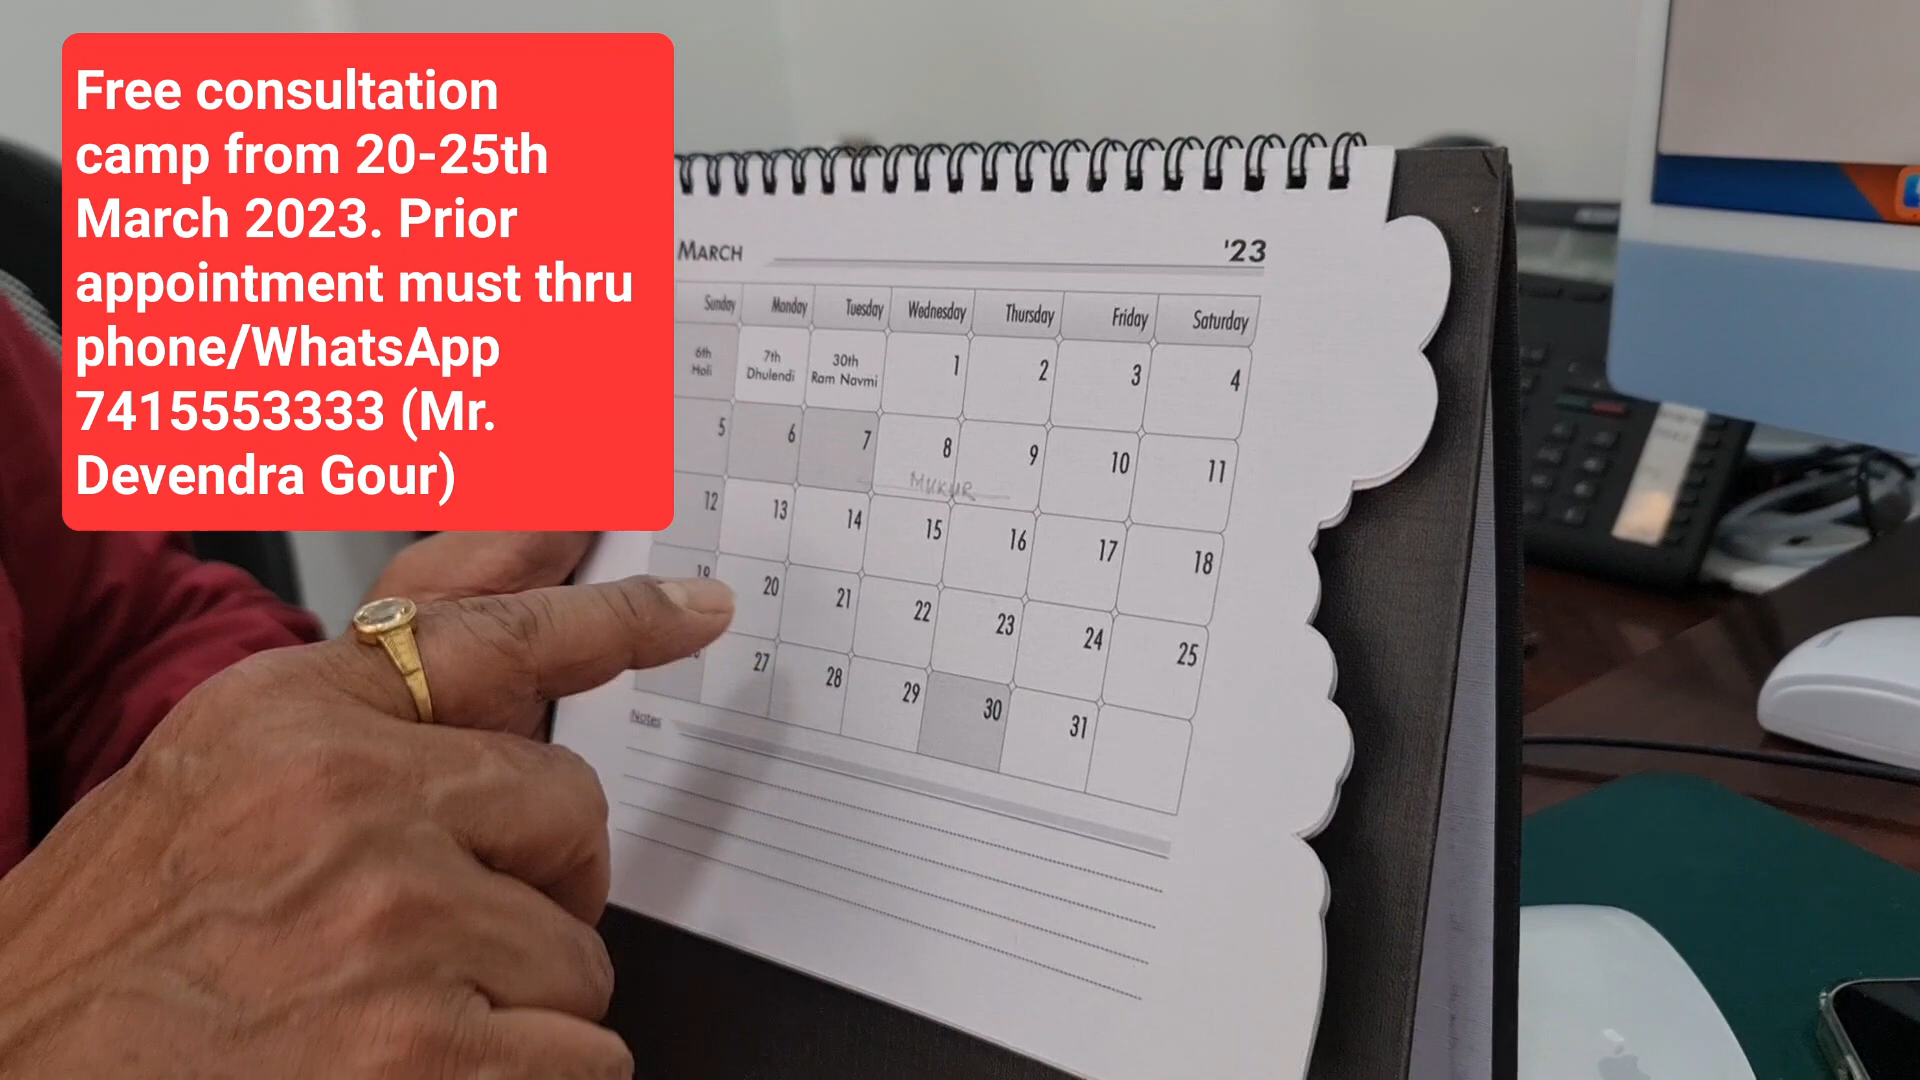 Free consultation
camp from 20-25th
March 2023. Prior
appointment must thru
phone/WhatsApp
7415553333 (Mr.
Devendra Gour)
MARCH '23
Sunday Monday Tuesday Wednesday Thursday Friday Saturday
6th 7th 30th 1 2 3 4
Holi Dhulendi Ram Navmi
5 6 7 8 9 10 11
MUKUR
12 13 14 15 16 17 18
19 20 21 22 23 24 25
27 28 29 30 31
Notes